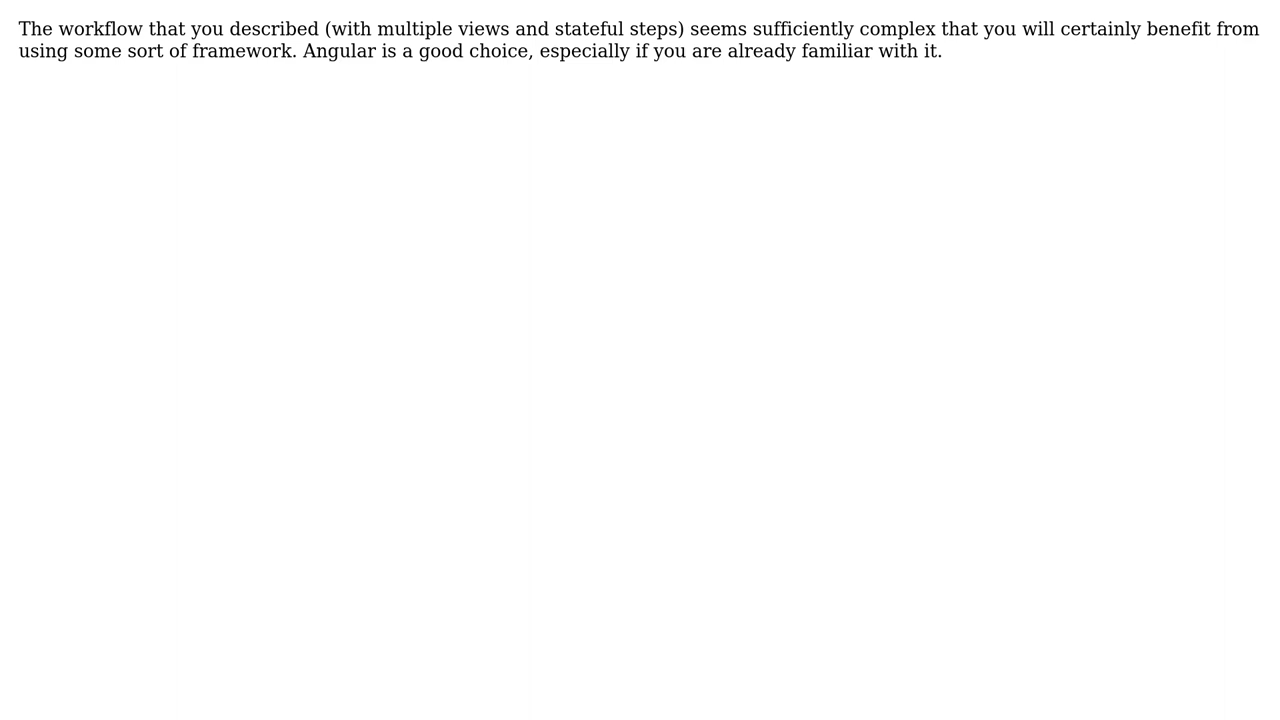 The workflow that you described (with multiple views and stateful steps) seems sufficiently complex that you will certainly benefit from
using some sort of framework. Angular is a good choice, especially if you are already familiar with it.